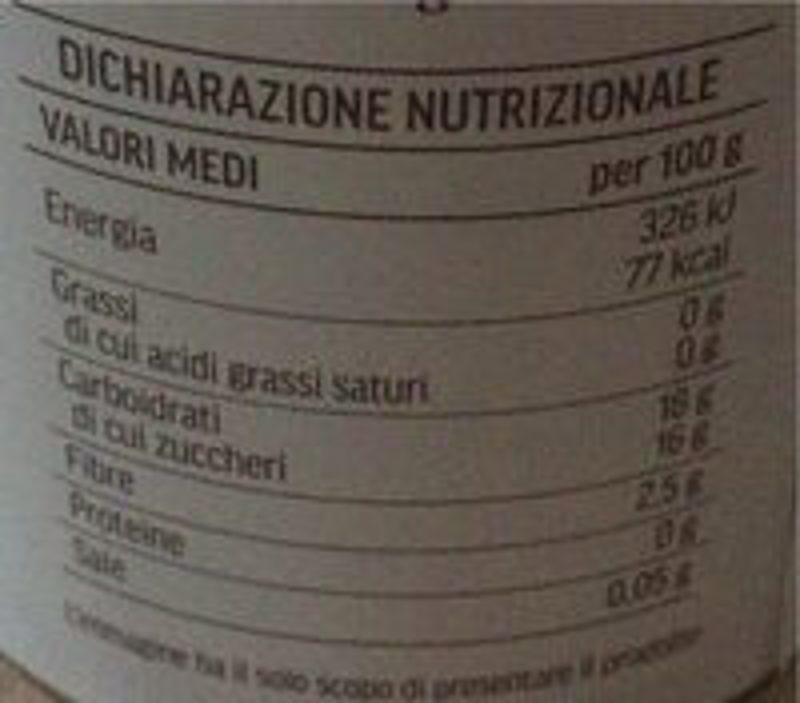 DICHIARAZIONE NUTRIZIONALE
VALORI MEDI per 100 g
Energia 326 kJ
77 kcal
Grassi 0 g
di cui acidi grassi saturi 0 g
Carboidrati 18 g
di cui zuccheri 16 g
Fibre 2.5 g
Proteine 0 g
Sale 0.05 g
L'immagine ha il solo scopo di presentare il prodotto